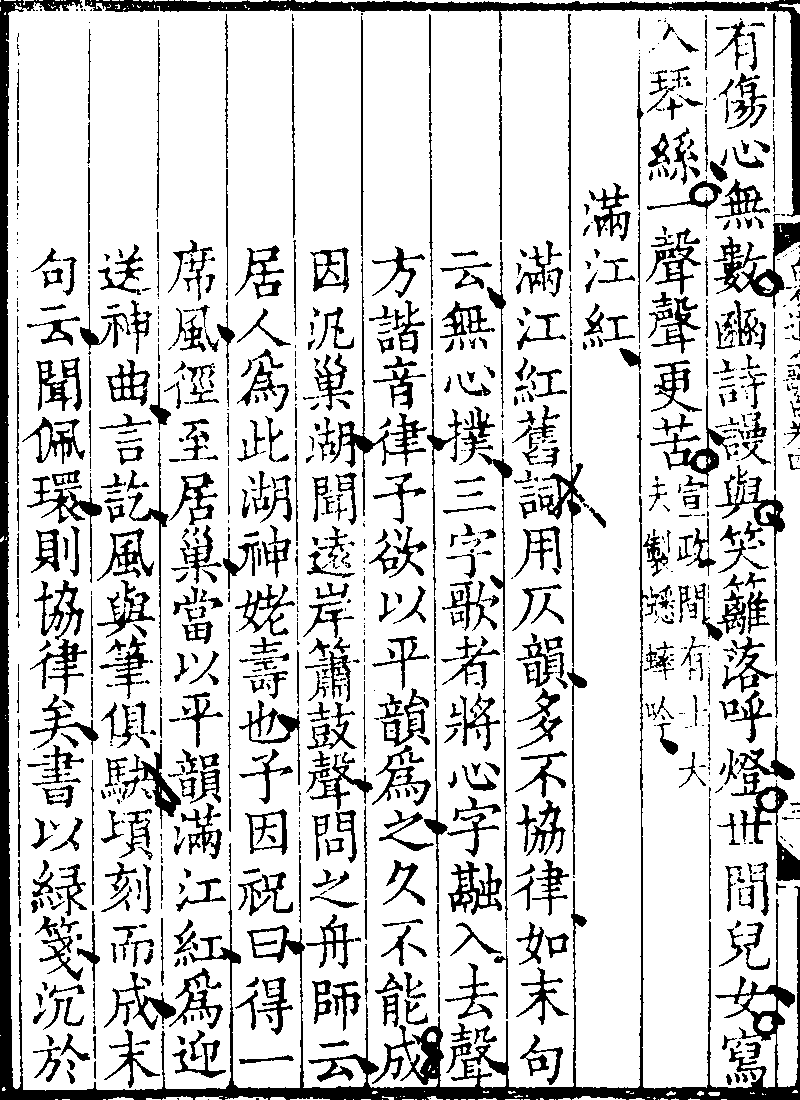 有傷心無數豳詩謾與笑籬落呼燈世間兒女寫
入琴絲一聲聲更苦宣政間有士大夫製蟋蟀吟
滿江紅
滿江紅舊詞用仄韻多不協律如末句
云無心撲三字歌者將心字融入去聲
方諧音律予欲以平韻爲之久不能成
因汎巢湖聞遠岸簫鼓聲問之舟師云
居人爲此湖神姥壽也予因祝曰得一
席風徑至居巢當以平韻滿江紅爲迎
送神曲言訖風與筆俱駛頃刻而成末
句云聞佩環則協律矣書以綠箋沉於